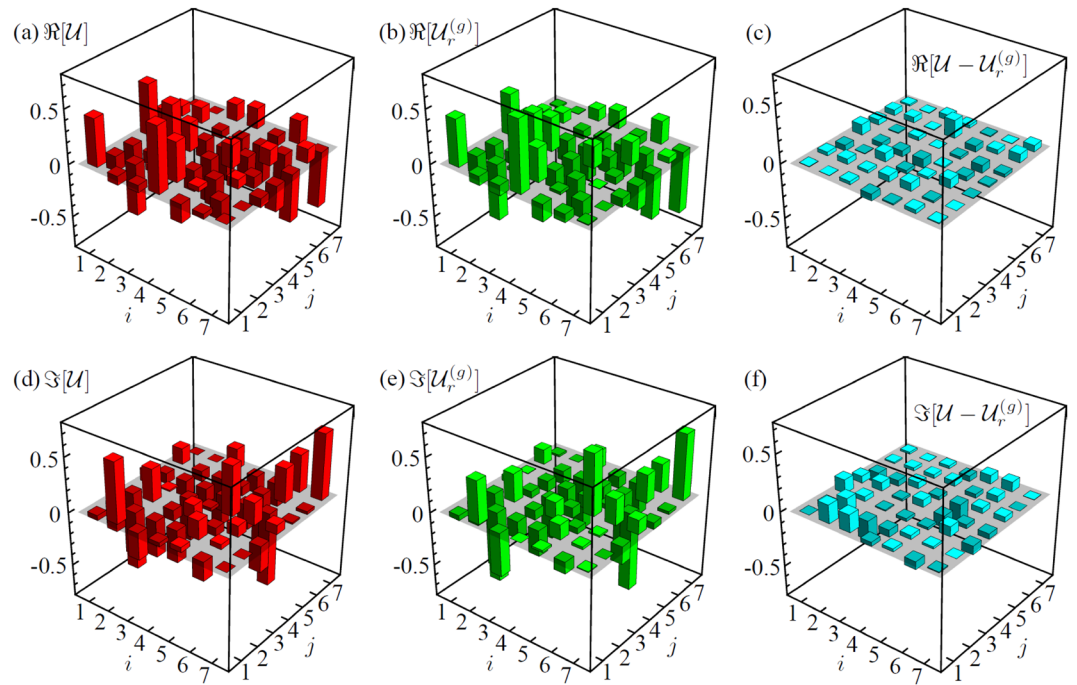 (a) ℜ[𝒰]
0.5
0
-0.5
1 2 3 4 5 6 7
i
1 2 3 4 5 6 7
j
(b) ℜ[𝒰_r^{(g)}]
0.5
0
-0.5
1 2 3 4 5 6 7
i
1 2 3 4 5 6 7
j
(c)
ℜ[𝒰 − 𝒰_r^{(g)}]
0.5
0
-0.5
1 2 3 4 5 6 7
i
1 2 3 4 5 6 7
j
(d) ℑ[𝒰]
0.5
0
-0.5
1 2 3 4 5 6 7
i
1 2 3 4 5 6 7
j
(e) ℑ[𝒰_r^{(g)}]
0.5
0
-0.5
1 2 3 4 5 6 7
i
1 2 3 4 5 6 7
j
(f)
ℑ[𝒰 − 𝒰_r^{(g)}]
0.5
0
-0.5
1 2 3 4 5 6 7
i
1 2 3 4 5 6 7
j